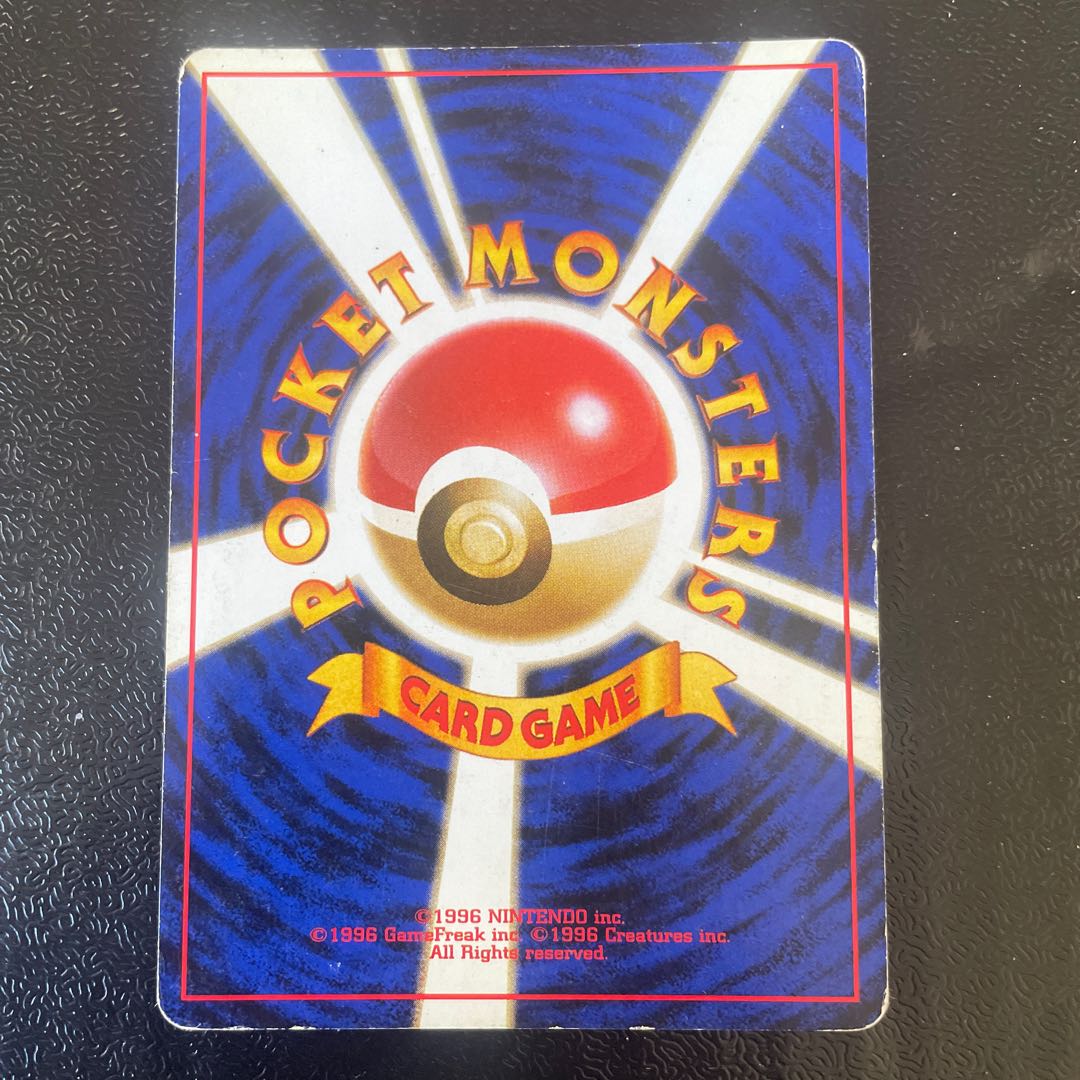 POCKET MONSTERS
CARD GAME
©1996 NINTENDO inc.
©1996 GameFreak inc. ©1996 Creatures inc.
All Rights reserved.